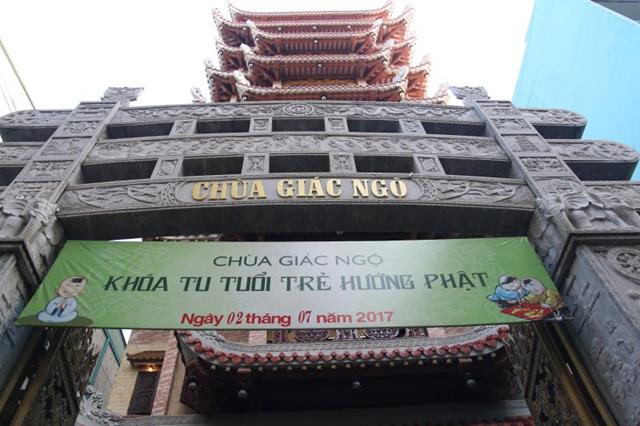 CHÙA GIÁC NGỘ
CHÙA GIÁC NGỘ
KHÓA TU TUỔI TRẺ HƯỚNG PHẬT
Ngày 02 tháng 07 năm 2017